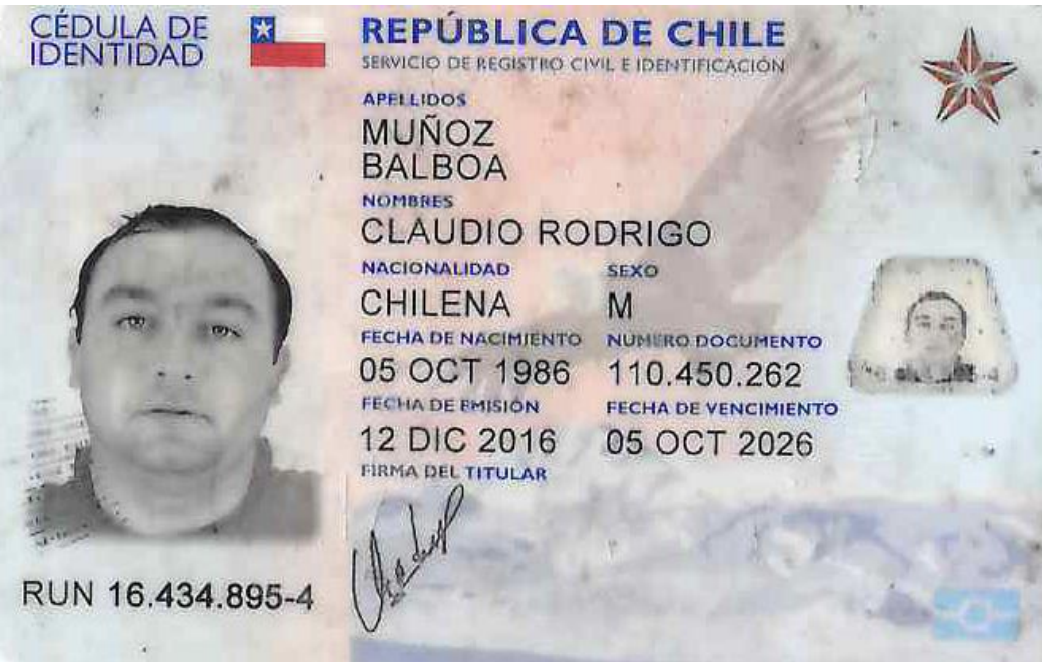 CÉDULA DE
IDENTIDAD
REPÚBLICA DE CHILE
SERVICIO DE REGISTRO CIVIL E IDENTIFICACIÓN
APELLIDOS
MUÑOZ
BALBOA
NOMBRES
CLAUDIO RODRIGO
NACIONALIDAD SEXO
CHILENA M
FECHA DE NACIMIENTO NUMERO DOCUMENTO
05 OCT 1986 110.450.262
FECHA DE EMISIÓN FECHA DE VENCIMIENTO
12 DIC 2016 05 OCT 2026
FIRMA DEL TITULAR
RUN 16.434.895-4